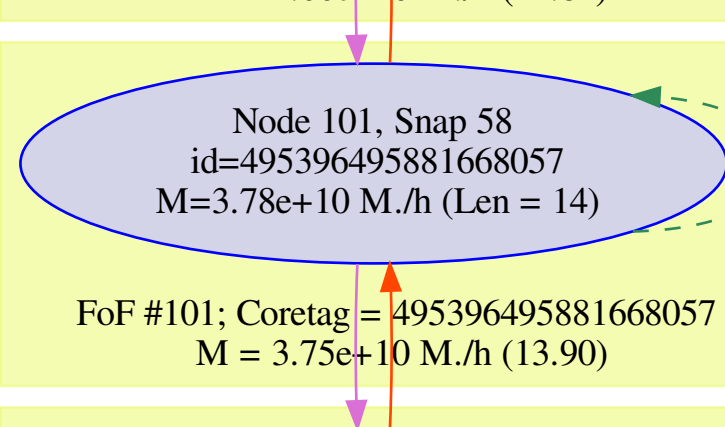 Node 101, Snap 58
id=495396495881668057
M=3.78e+10 M./h (Len = 14)
FoF #101; Coretag = 495396495881668057
M = 3.75e+10 M./h (13.90)